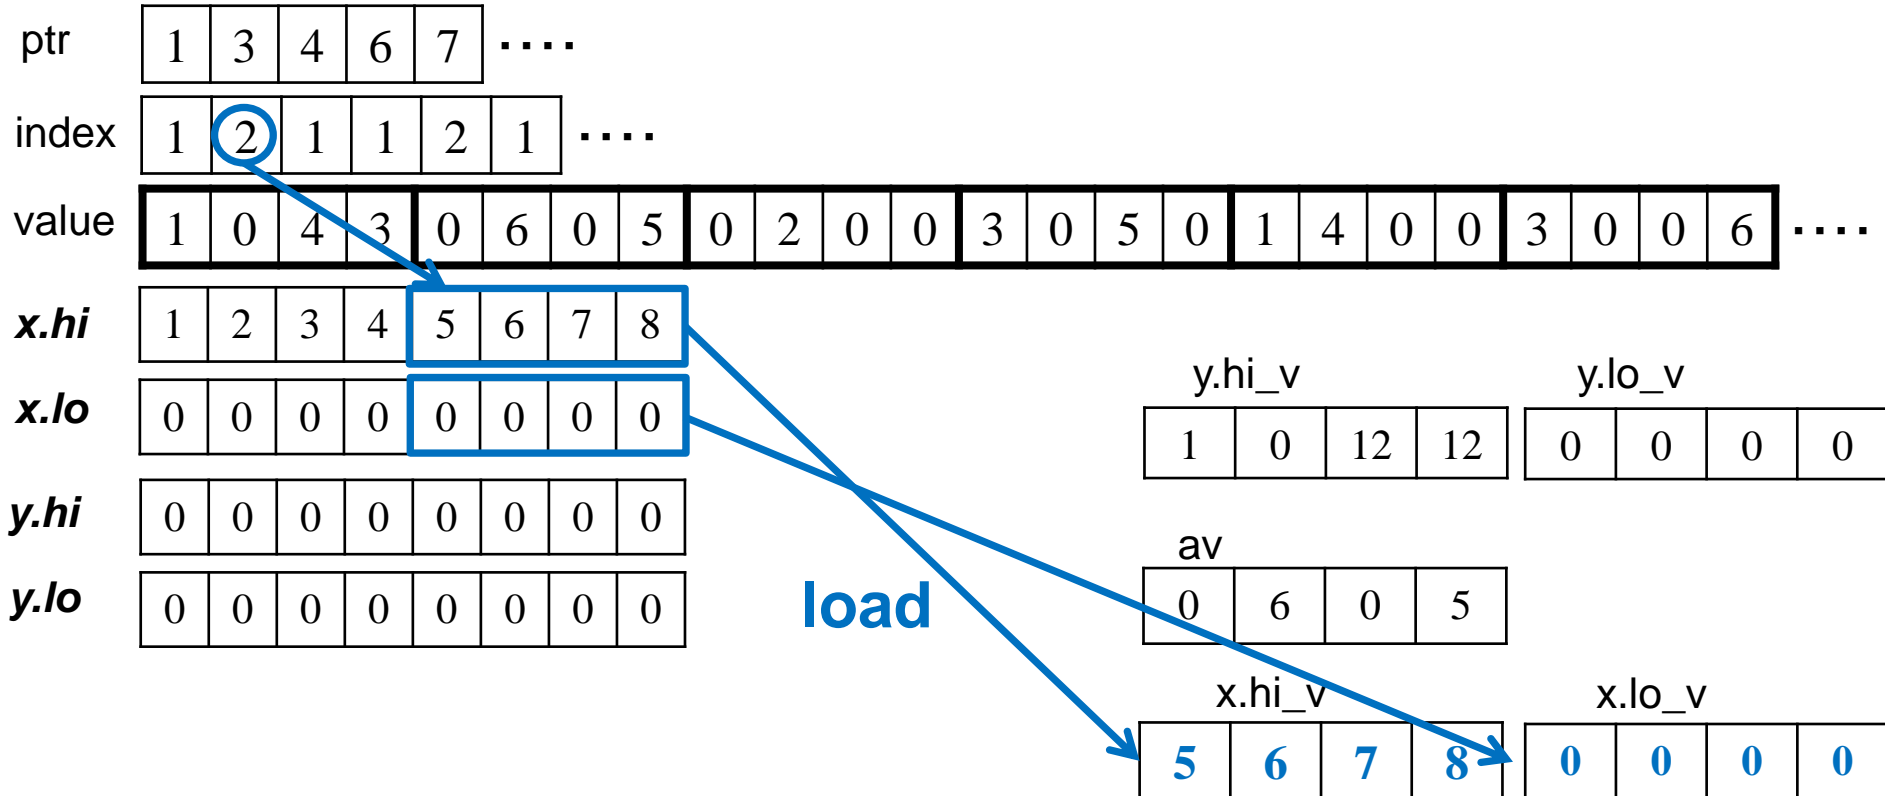 ptr 1 3 4 6 7 ....
index 1 2 1 1 2 1 ....
value 1 0 4 3 0 6 0 5 0 2 0 0 3 0 5 0 1 4 0 0 3 0 0 6 ....
x.hi 1 2 3 4 5 6 7 8
x.lo 0 0 0 0 0 0 0 0
y.hi 0 0 0 0 0 0 0 0
y.lo 0 0 0 0 0 0 0 0
load
y.hi_v y.lo_v
1 0 12 12 0 0 0 0
av
0 6 0 5
x.hi_v x.lo_v
5 6 7 8 0 0 0 0